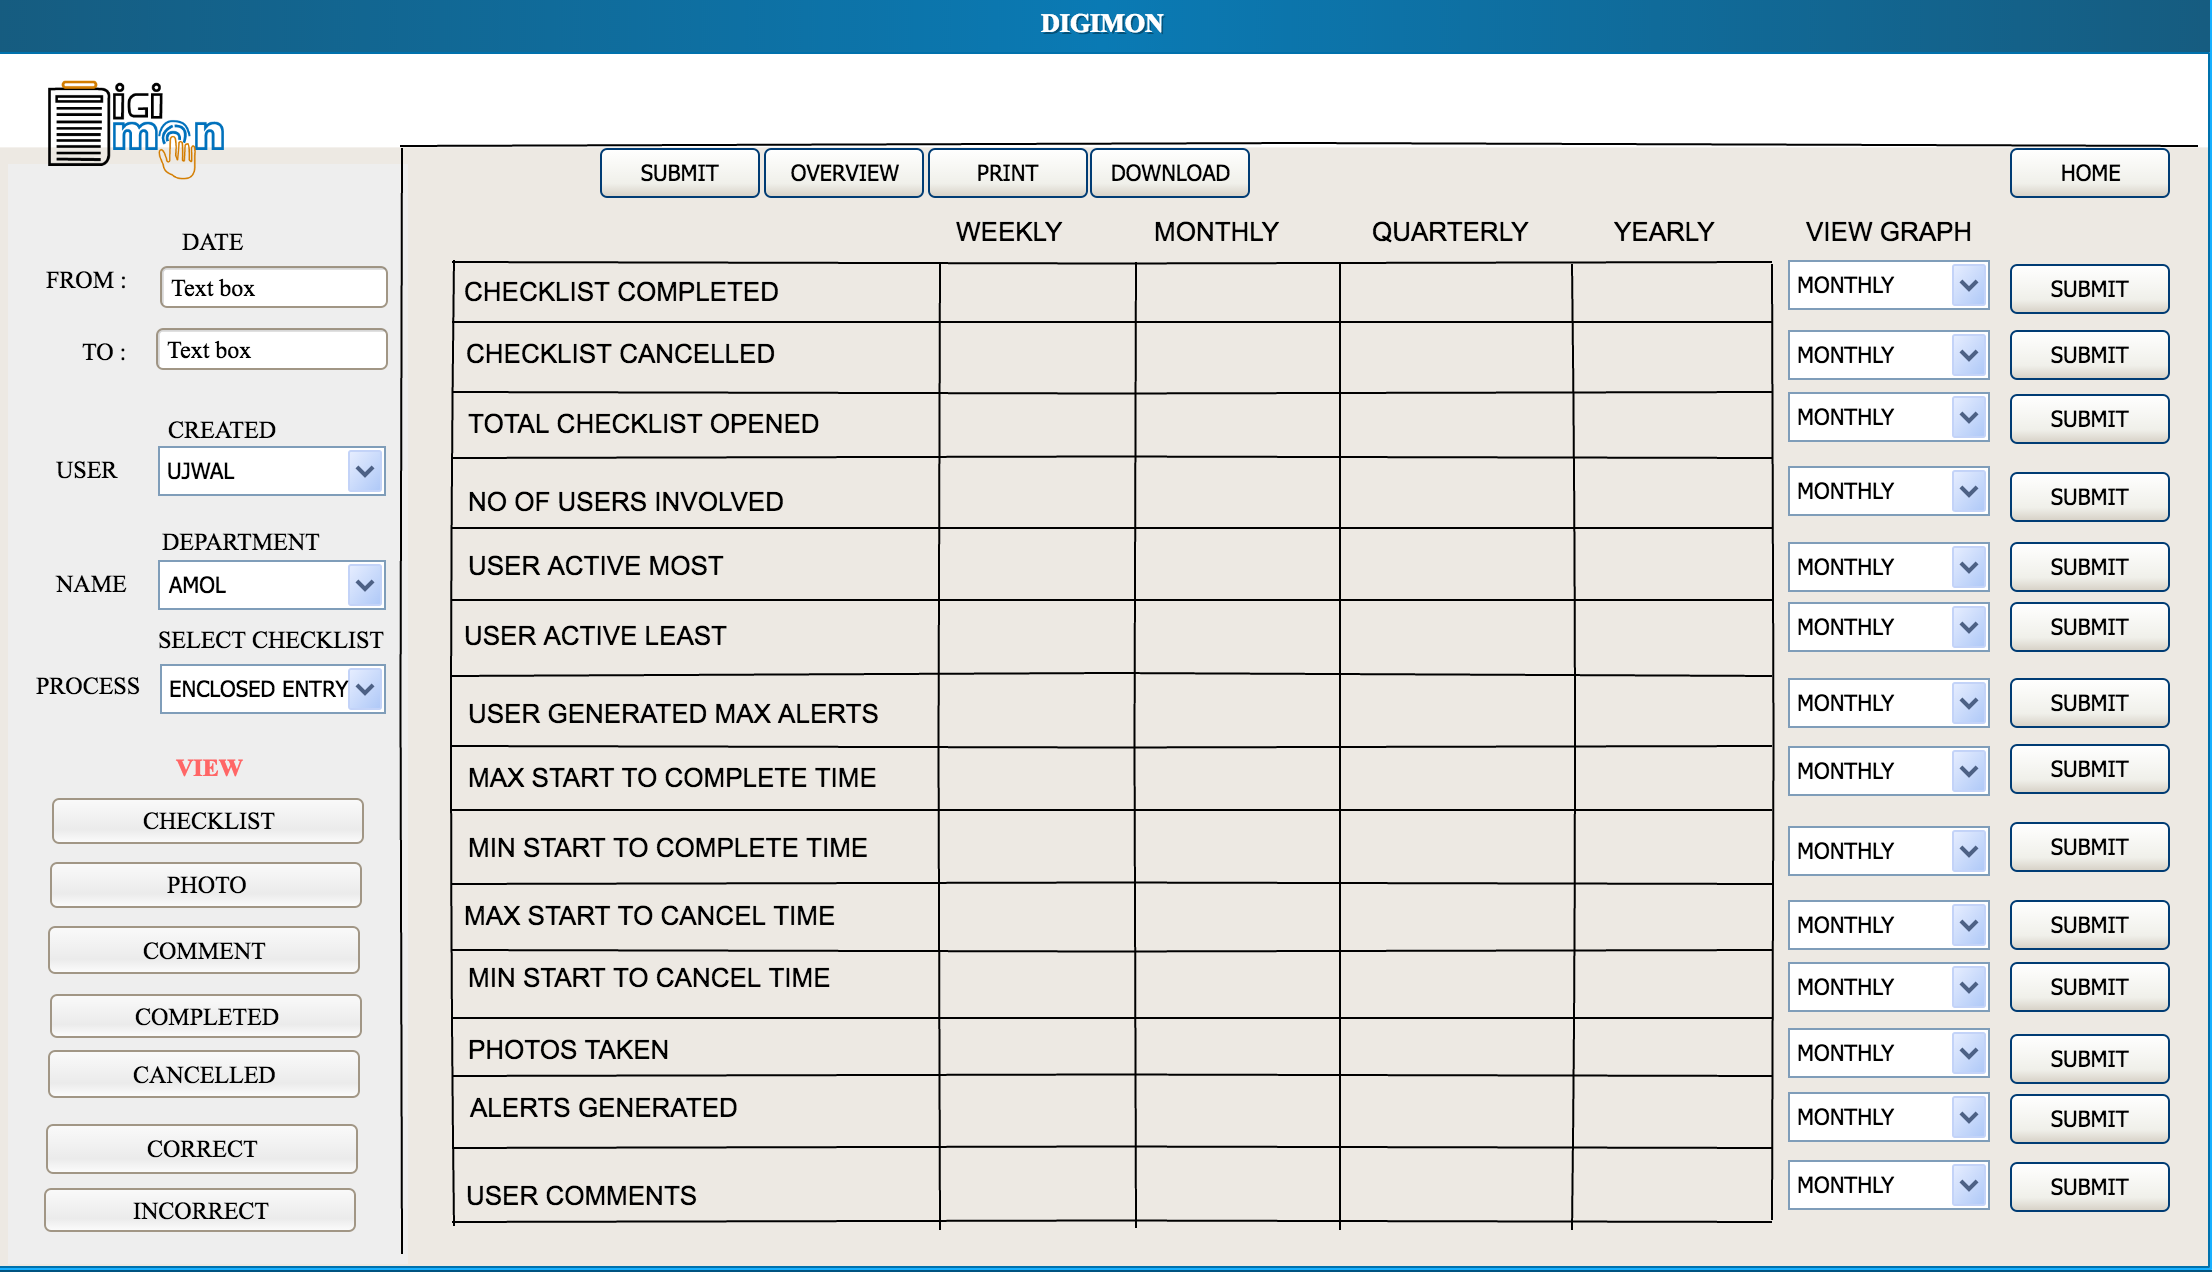 DIGIMON
iGi
mon
SUBMIT OVERVIEW PRINT DOWNLOAD HOME
WEEKLY MONTHLY QUARTERLY YEARLY VIEW GRAPH
DATE
FROM : Text box
TO : Text box
CREATED
USER UJWAL
DEPARTMENT
NAME AMOL
SELECT CHECKLIST
PROCESS ENCLOSED ENTRY
VIEW
CHECKLIST
PHOTO
COMMENT
COMPLETED
CANCELLED
CORRECT
INCORRECT
CHECKLIST COMPLETED MONTHLY SUBMIT
CHECKLIST CANCELLED MONTHLY SUBMIT
TOTAL CHECKLIST OPENED MONTHLY SUBMIT
NO OF USERS INVOLVED MONTHLY SUBMIT
USER ACTIVE MOST MONTHLY SUBMIT
USER ACTIVE LEAST MONTHLY SUBMIT
USER GENERATED MAX ALERTS MONTHLY SUBMIT
MAX START TO COMPLETE TIME MONTHLY SUBMIT
MIN START TO COMPLETE TIME MONTHLY SUBMIT
MAX START TO CANCEL TIME MONTHLY SUBMIT
MIN START TO CANCEL TIME MONTHLY SUBMIT
PHOTOS TAKEN MONTHLY SUBMIT
ALERTS GENERATED MONTHLY SUBMIT
USER COMMENTS MONTHLY SUBMIT